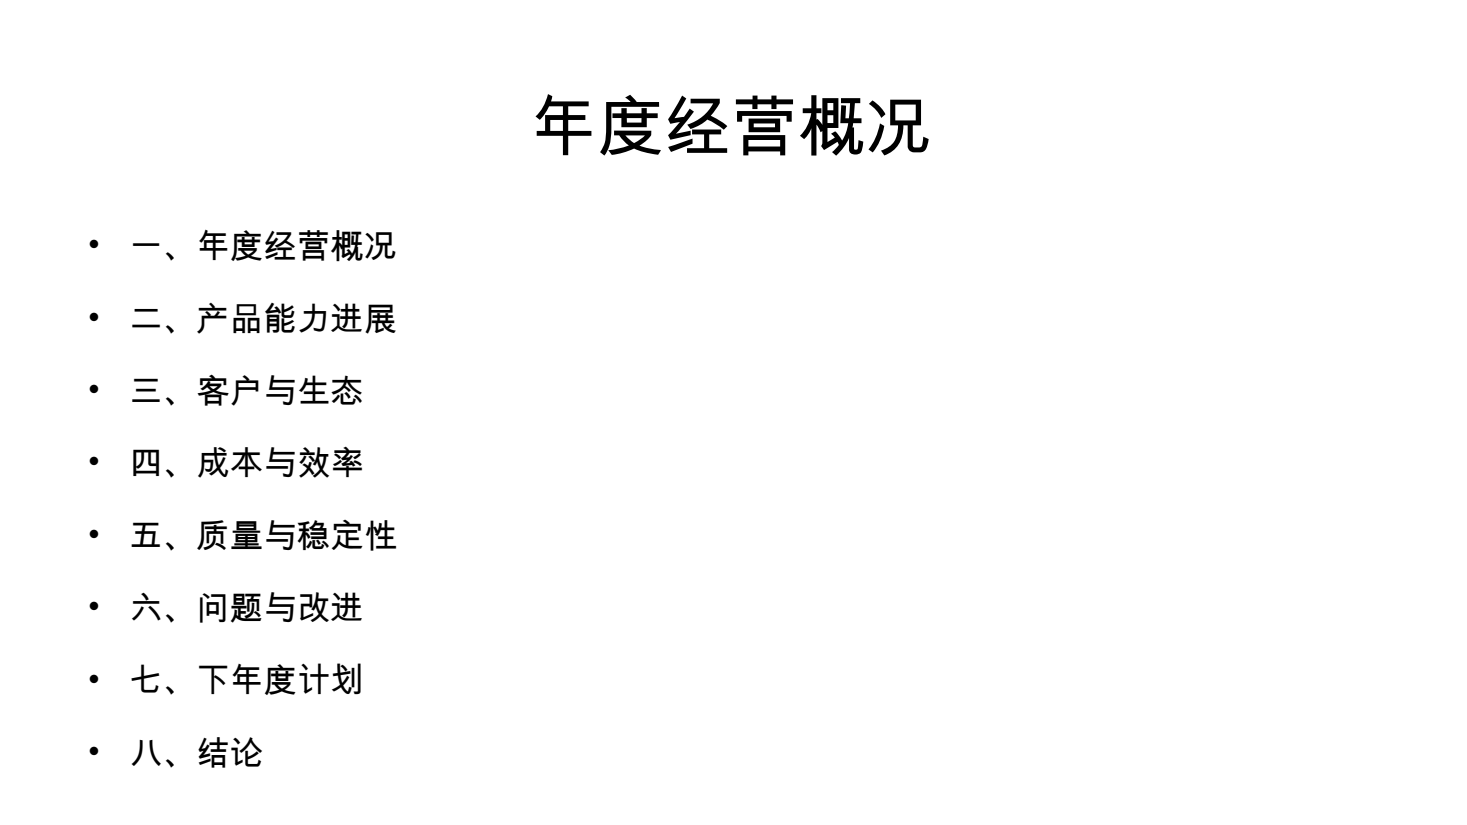 年度经营概况
• 一、年度经营概况
• 二、产品能力进展
• 三、客户与生态
• 四、成本与效率
• 五、质量与稳定性
• 六、问题与改进
• 七、下年度计划
• 八、结论